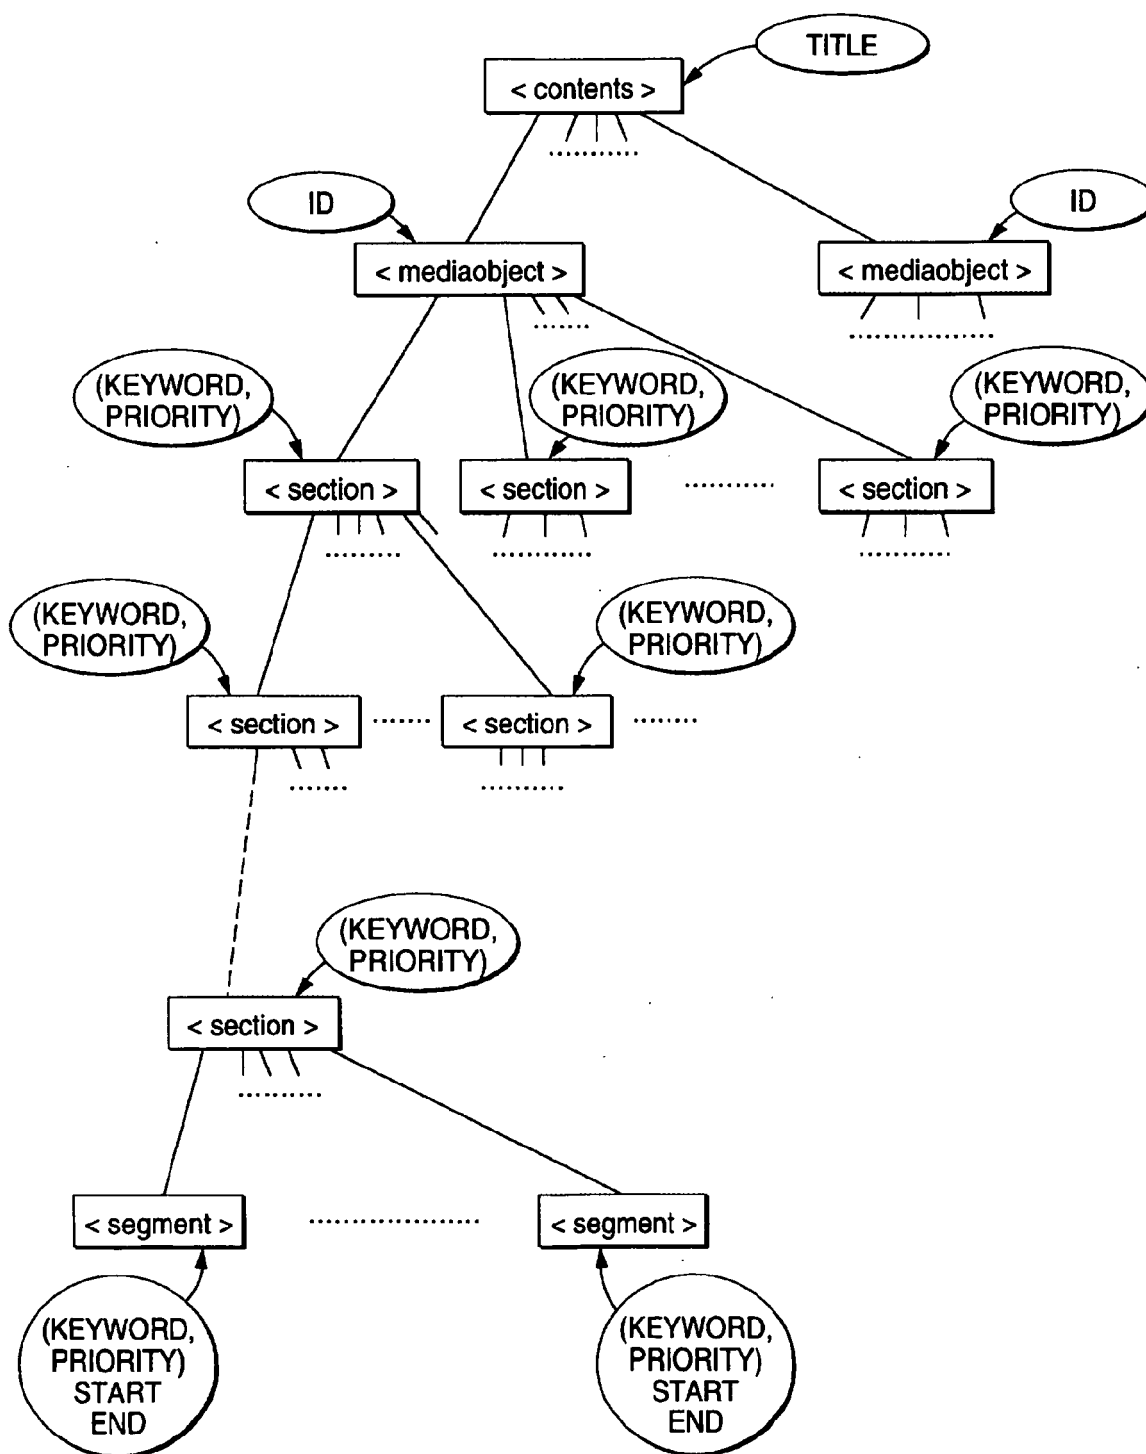 TITLE
< contents >
ID
ID
< mediaobject >
< mediaobject >
(KEYWORD,
PRIORITY)
(KEYWORD,
PRIORITY)
(KEYWORD,
PRIORITY)
< section >
< section >
< section >
(KEYWORD,
PRIORITY)
(KEYWORD,
PRIORITY)
< section >
< section >
(KEYWORD,
PRIORITY)
< section >
< segment >
< segment >
(KEYWORD,
PRIORITY)
START
END
(KEYWORD,
PRIORITY)
START
END